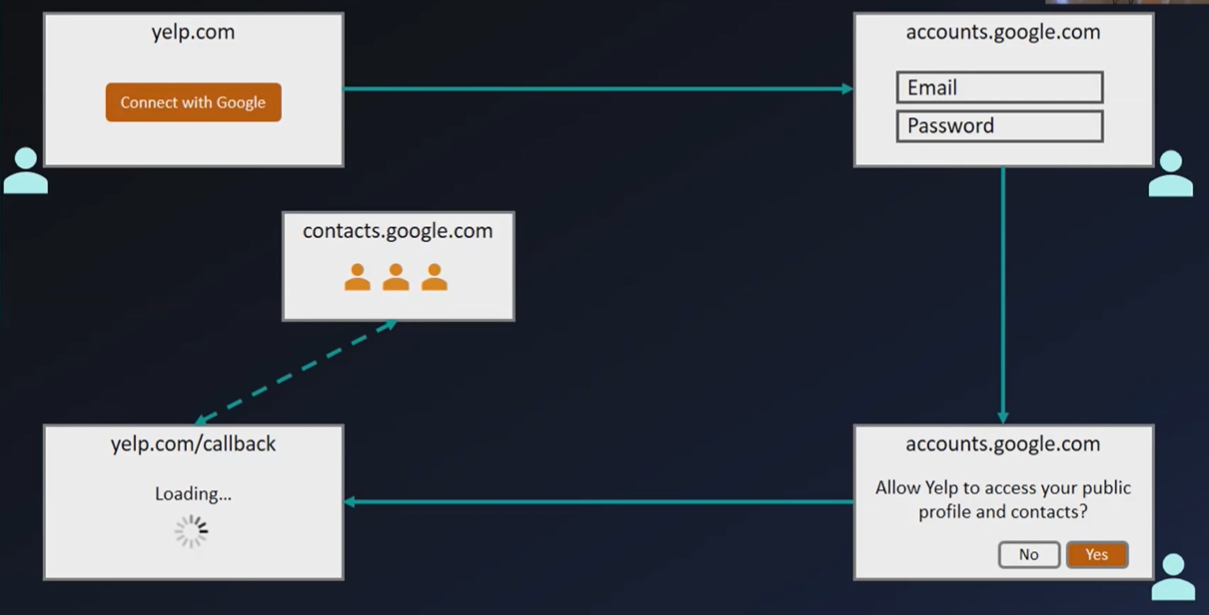 yelp.com
Connect with Google
accounts.google.com
Email
Password
contacts.google.com
yelp.com/callback
Loading...
accounts.google.com
Allow Yelp to access your public
profile and contacts?
No
Yes